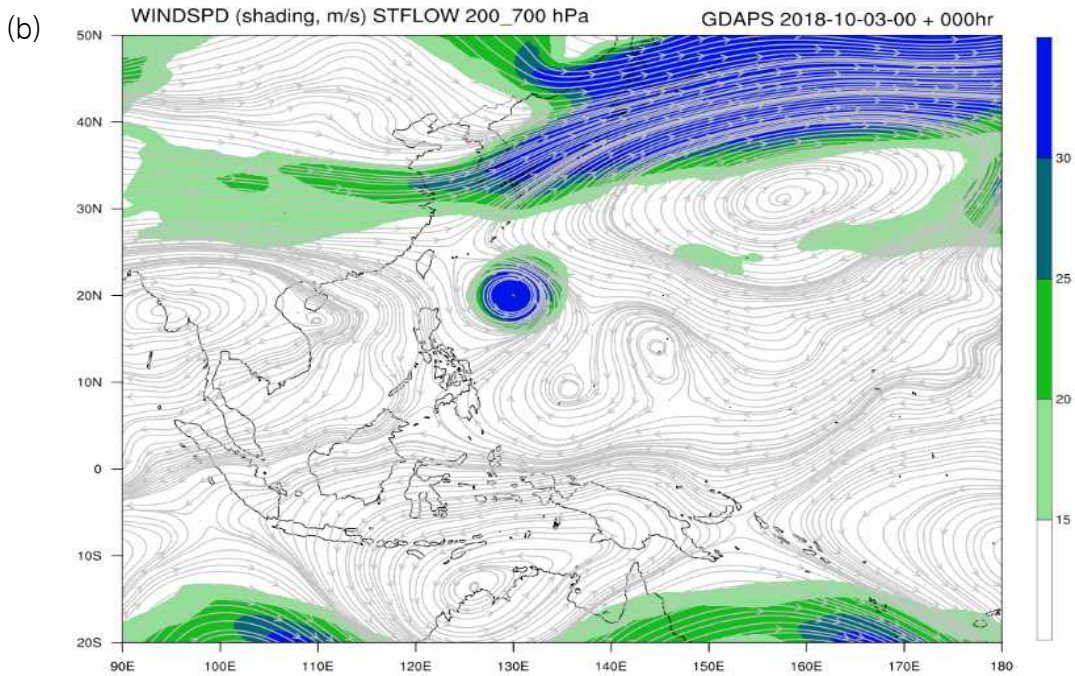 (b)
WINDSPD (shading, m/s) STFLOW 200_700 hPa GDAPS 2018-10-03-00 + 000hr
50N
40N
30N
20N
10N
0
10S
20S
90E 100E 110E 120E 130E 140E 150E 160E 170E 180
30
25
20
15